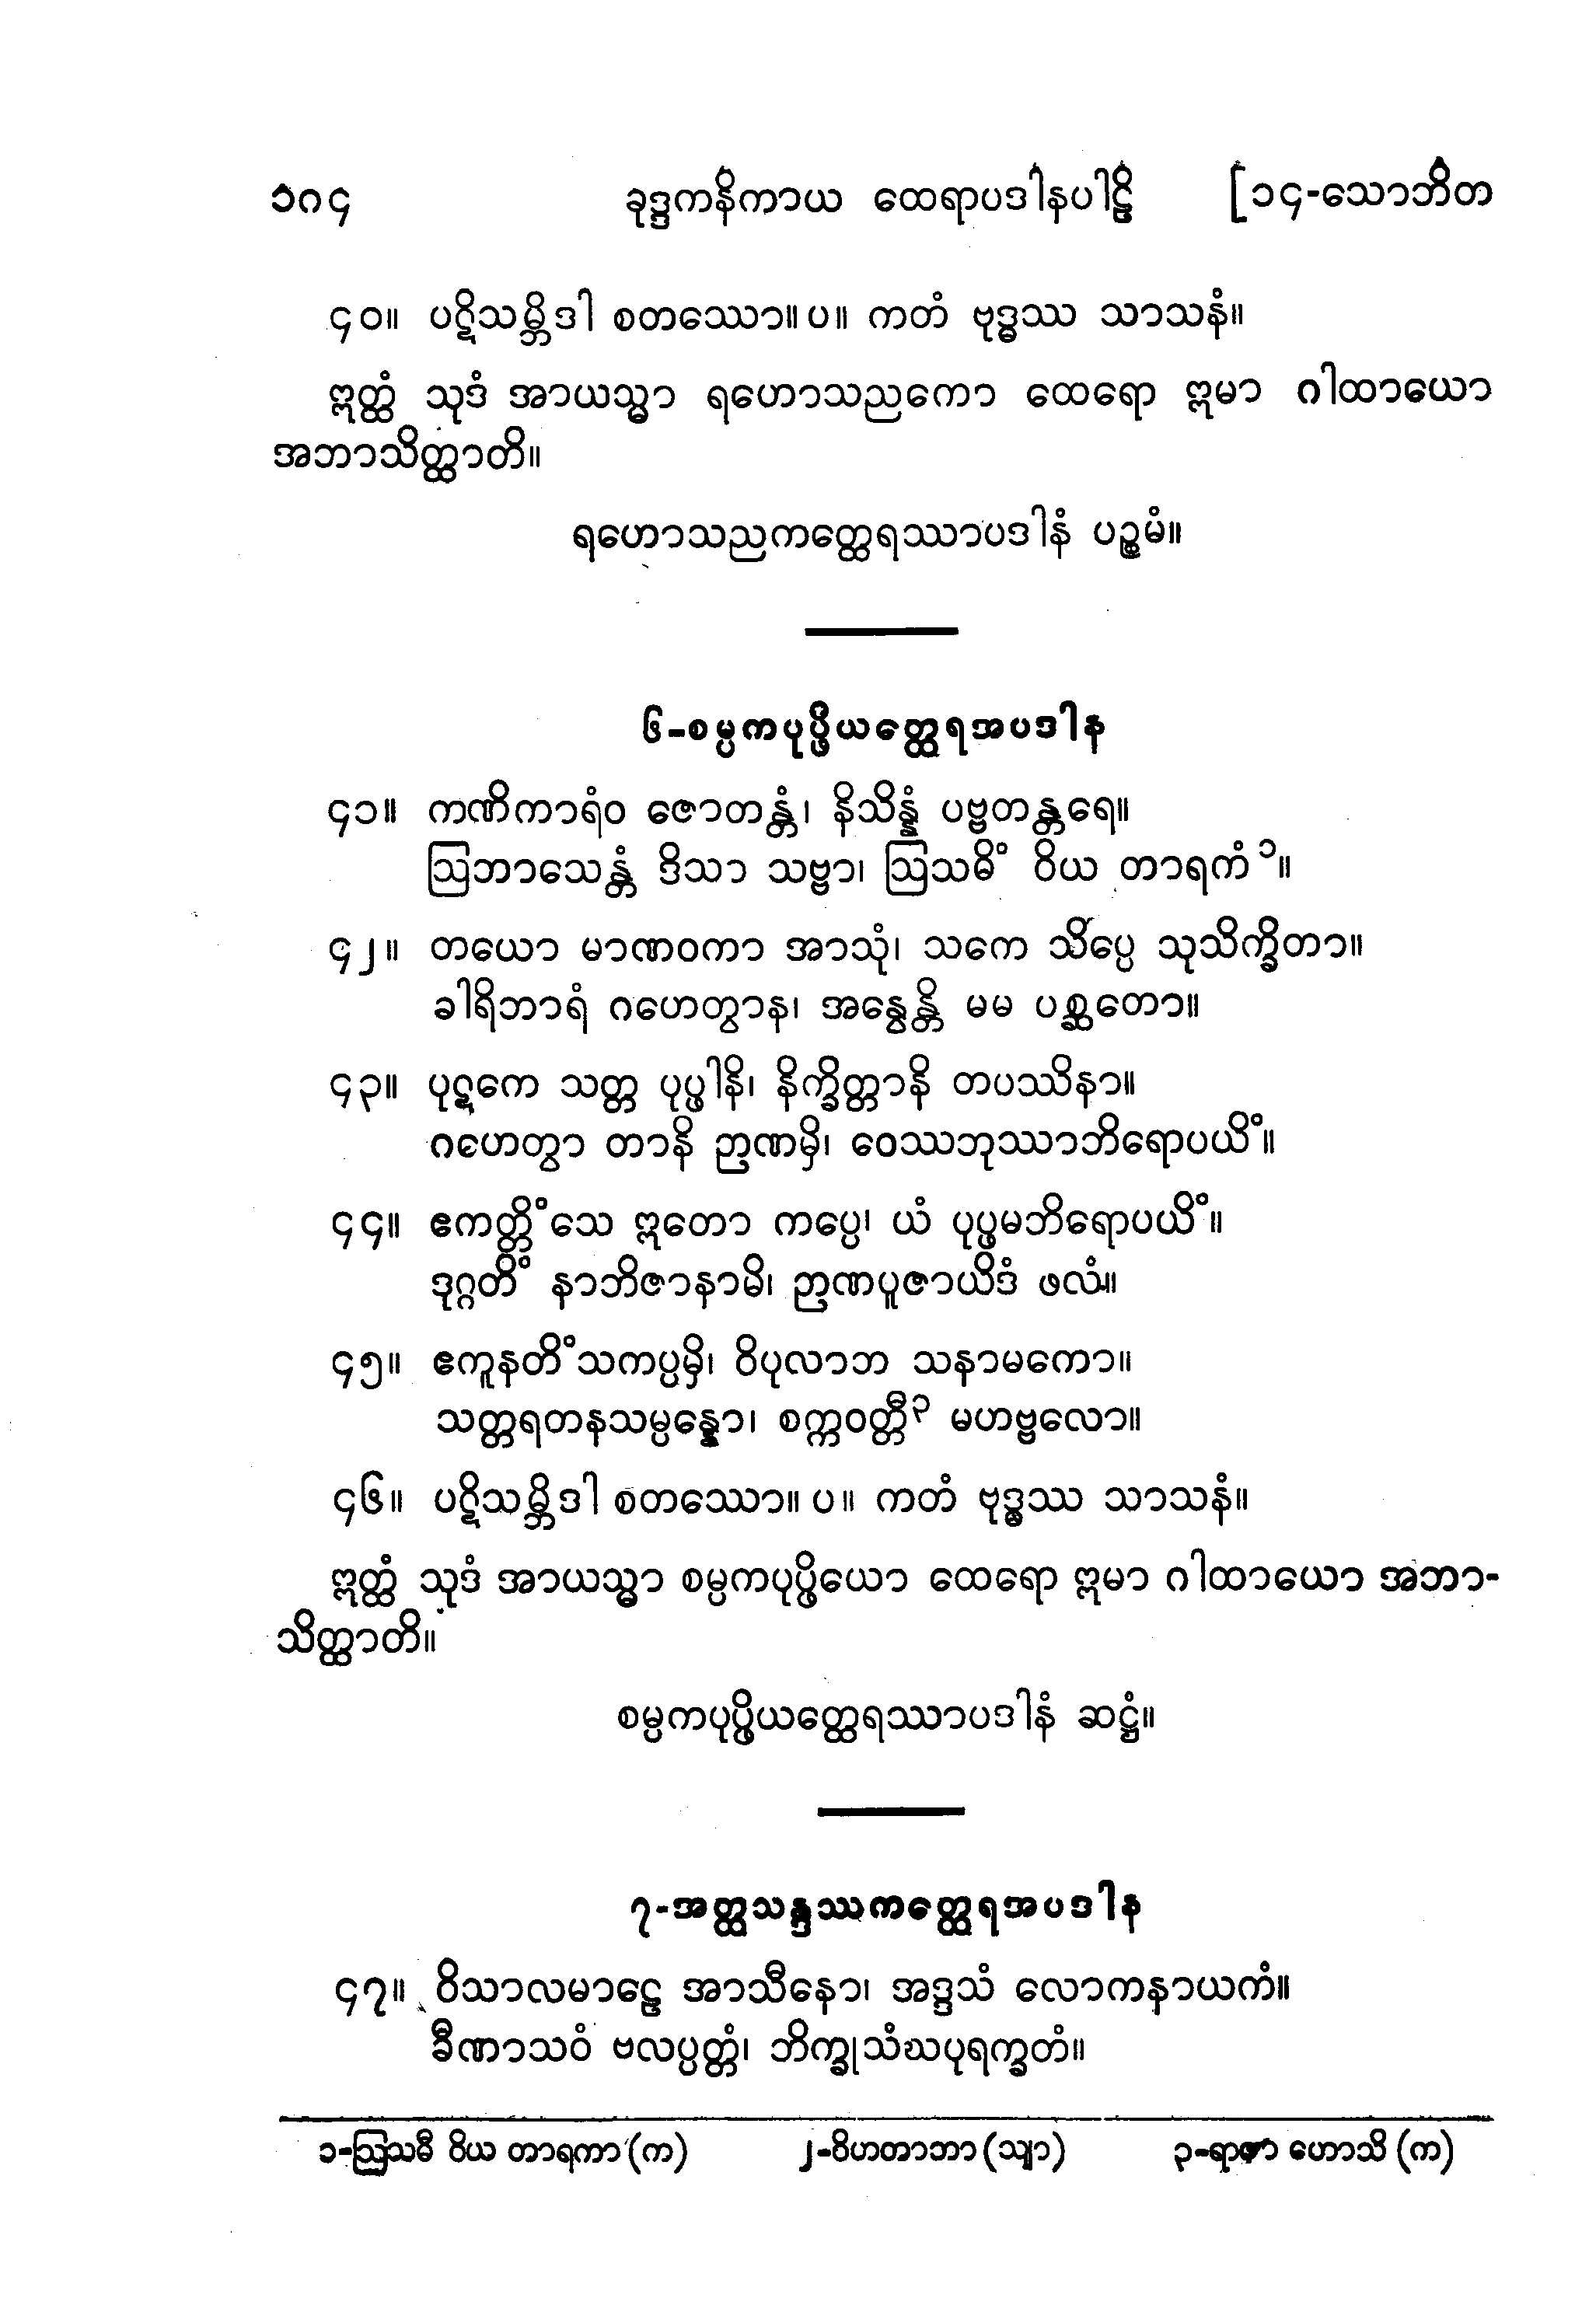 ၁၈၄ ခုဒ္ဒကနိကာယ ထေရာပဒါနပါဠိ [၁၄-သောဘိတ
၄၀။ ပဋိသမ္ဘိဒါ စတဿော။ ပ။ ကတံ ဗုဒ္ဓဿ သာသနံ။
ဣတ္ထံ သုဒံ အာယသ္မာ ရဟောသညကော ထေရော ဣမာ ဂါထာယော
အဘာသိတ္ထာတိ။
ရဟောသညကတ္ထေရဿာပဒါနံ ပဉ္စမံ။
၆-စမ္ပကပုပ္ဖိယတ္ထေရအပဒါန
၄၁။ ကဏိကာရံဝ ဇောတန္တံ၊ နိသိန္နံ ပဗ္ဗတန္တရေ။
ဩဘာသေန္တံ ဒိသာ သဗ္ဗာ၊ ဩသဓိံ ဝိယ တာရကံ ၁။
၄၂။ တယော မာဏဝကာ အာသုံ၊ သကေ သိပ္ပေ သုသိက္ခိတာ။
ခါရိဘာရံ ဂဟေတွာန၊ အနွေန္တိ မမ ပစ္ဆတော။
၄၃။ ပုဋကေ သတ္တ ပုပ္ဖါနိ၊ နိက္ခိတ္တာနိ တပဿိနာ။
ဂဟေတွာ တာနိ ဉာဏမှိ၊ ဝေဿဘုဿာဘိရောပယိံ။
၄၄။ ဧကတ္တိံသေ ဣတော ကပ္ပေ၊ ယံ ပုပ္ဖမဘိရောပယိံ။
ဒုဂ္ဂတိံ နာဘိဇာနာမိ၊ ဉာဏပူဇာယိဒံ ဖလံ။
၄၅။ ဧကူနတိံသကပ္ပမှိ၊ ဝိပုလာဘ သနာမကော။
သတ္တရတနသမ္ပန္နော၊ စက္ကဝတ္တီ၃ မဟဗ္ဗလော။
၄၆။ ပဋိသမ္ဘိဒါ စတဿော။ ပ။ ကတံ ဗုဒ္ဓဿ သာသနံ။
ဣတ္ထံ သုဒံ အာယသ္မာ စမ္ပကပုပ္ဖိယော ထေရော ဣမာ ဂါထာယော အဘာ-
သိတ္ထာတိ။
စမ္ပကပုပ္ဖိယတ္ထေရဿာပဒါနံ ဆဋ္ဌံ။
၇-အတ္ထသန္ဒဿကတ္ထေရအပဒါန
၄၇။ ဝိသာလမာဠေ အာသီနော၊ အဒ္ဒသံ လောကနာယကံ။
ခီဏာသဝံ ဗလပ္ပတ္တံ၊ ဘိက္ခုသံဃပုရက္ခတံ။
၁-ဩသဓီ ဝိယ တာရကာ (က) ၂-ဝိဟတာဘာ (သျာ) ၃-ရာဇာ ဟောသိ (က)